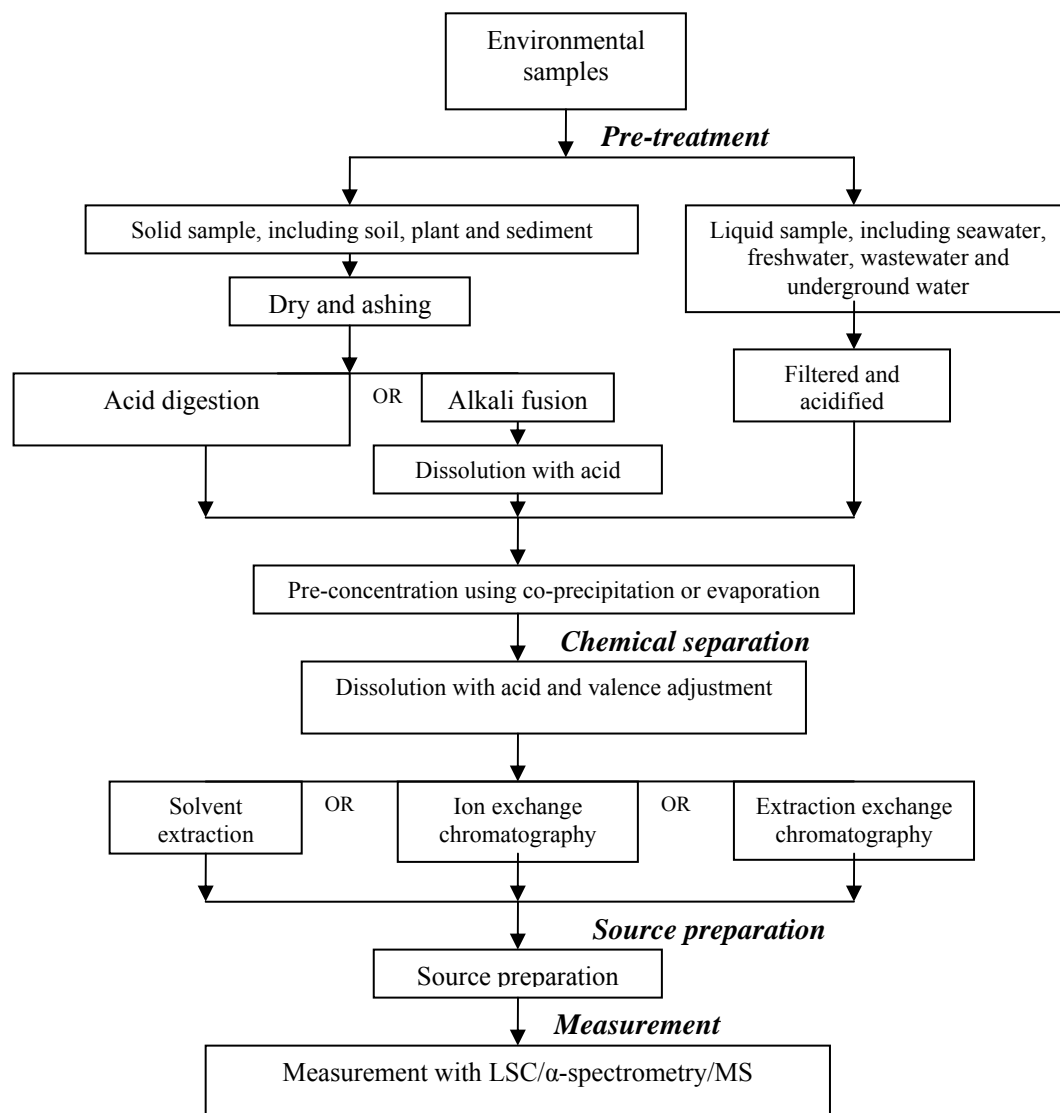 Environmental
samples
Pre-treatment
Solid sample, including soil, plant and sediment
Liquid sample, including seawater,
freshwater, wastewater and
underground water
Dry and ashing
Acid digestion
OR
Alkali fusion
Filtered and
acidified
Dissolution with acid
Pre-concentration using co-precipitation or evaporation
Chemical separation
Dissolution with acid and valence adjustment
Solvent
extraction
OR
Ion exchange
chromatography
OR
Extraction exchange
chromatography
Source preparation
Source preparation
Measurement
Measurement with LSC/α-spectrometry/MS